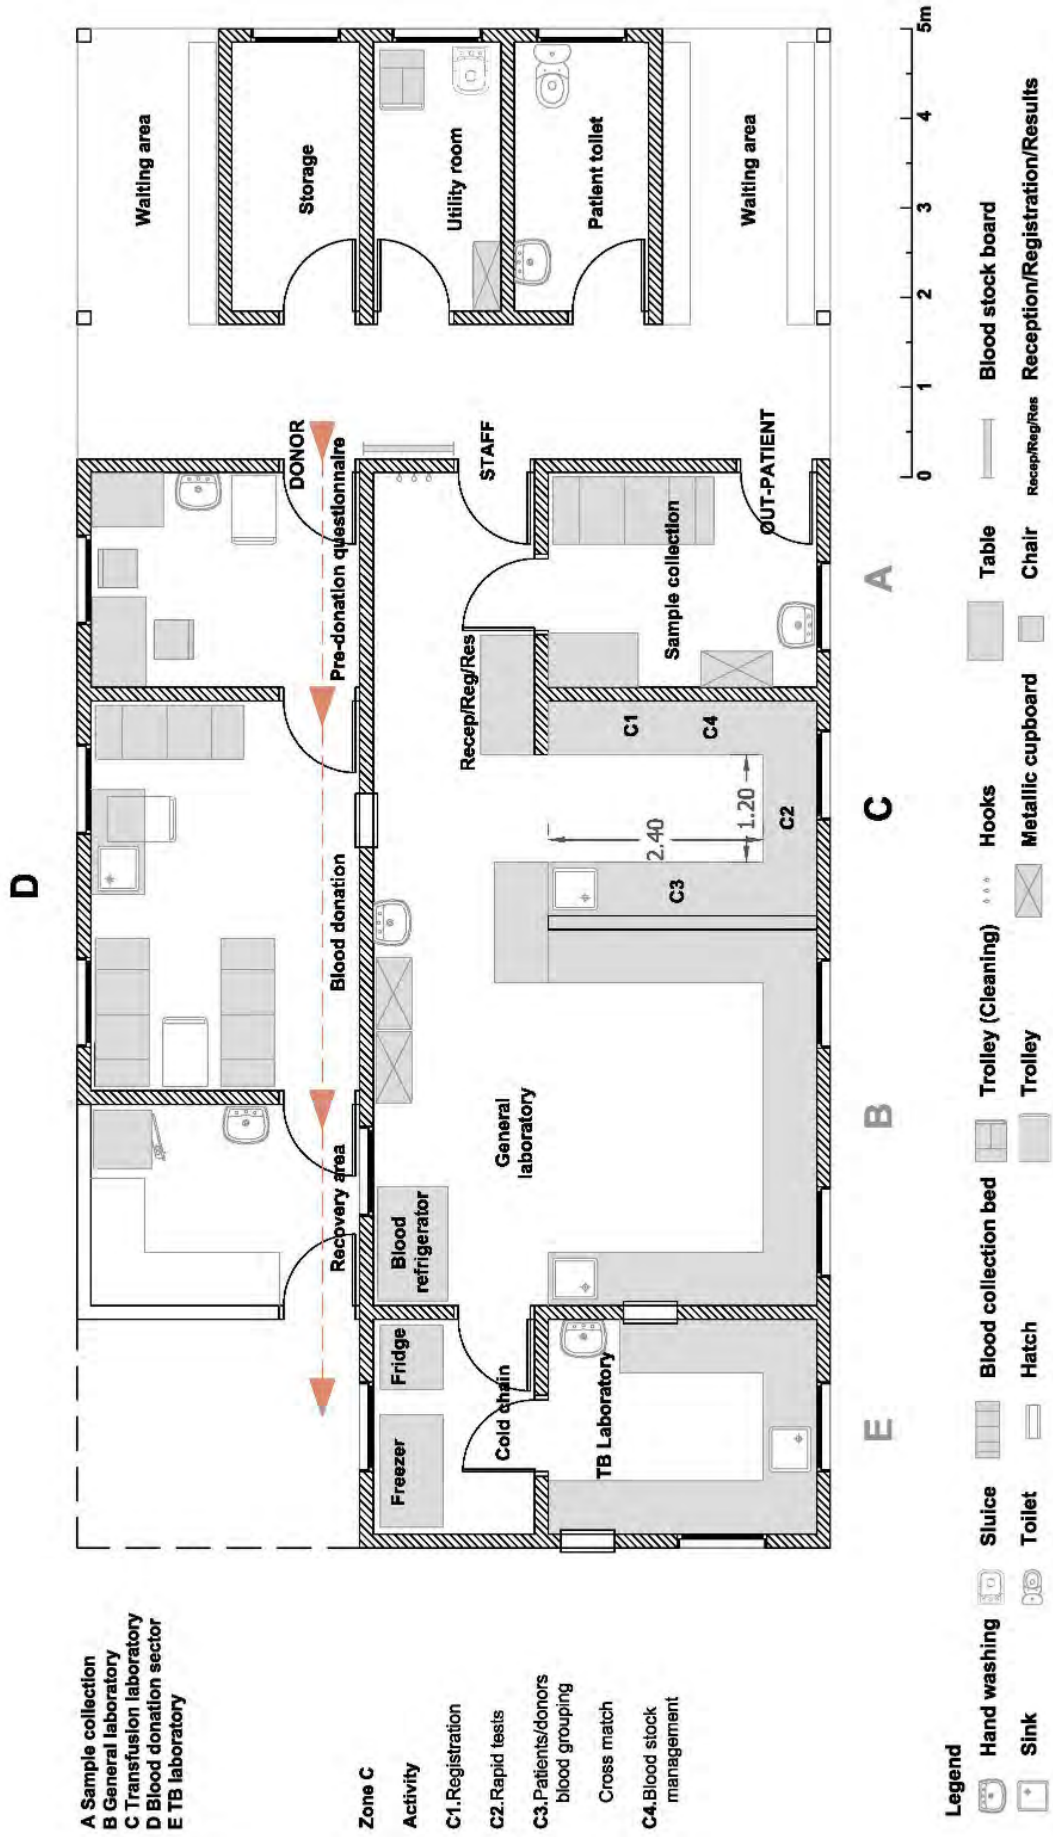 D
Waiting area
Storage
Utility room
Patient toilet
Waiting area
DONOR
Pre-donation questionnaire
STAFF
OUT-PATIENT
Sample collection
Recep/Reg/Res
Blood donation
Recovery area
C1
C4
C2
C3
2.40
1.20
General
laboratory
Blood
refrigerator
Fridge
Freezer
Cold chain
TB Laboratory
E
B
C
A
0
1
2
3
4
5m
A Sample collection
B General laboratory
C Transfusion laboratory
D Blood donation sector
E TB laboratory
Zone C
Activity
C1.Registration
C2.Rapid tests
C3.Patients/donors
blood grouping
Cross match
C4.Blood stock
management
Legend
Hand washing
Sluice
Blood collection bed
Trolley (Cleaning)
Hooks
Table
Blood stock board
Sink
Toilet
Hatch
Trolley
Metallic cupboard
Chair
Recep/Reg/Res Reception/Registration/Results